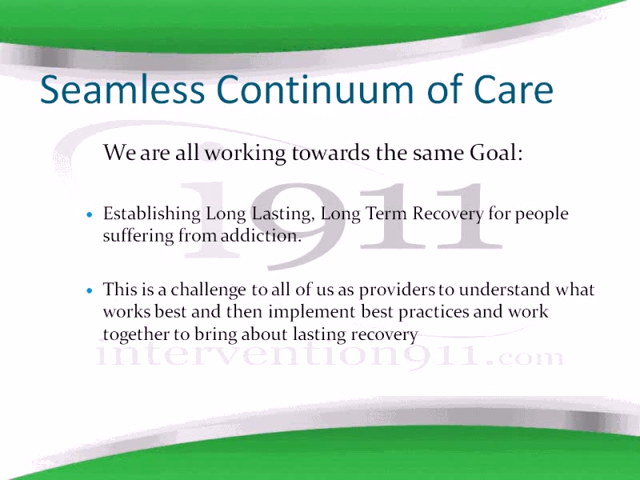 Seamless Continuum of Care
We are all working towards the same Goal:
i911
• Establishing Long Lasting, Long Term Recovery for people
suffering from addiction.
• This is a challenge to all of us as providers to understand what
works best and then implement best practices and work
together to bring about lasting recovery
intervention911.com